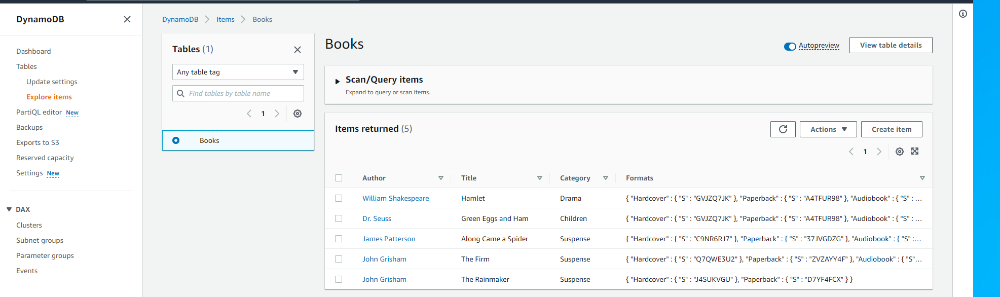 DynamoDB
Dashboard
Tables
Update settings
Explore items
PartiQL editor New
Backups
Exports to S3
Reserved capacity
Settings New
DAX
Clusters
Subnet groups
Parameter groups
Events
DynamoDB Items Books
Tables (1)
Any table tag
Find tables by table name
1
Books
Books
Autopreview
View table details
Scan/Query items
Expand to query or scan items.
Items returned (5)
Actions
Create item
1
Author Title Category Formats
William Shakespeare Hamlet Drama { "Hardcover" : { "S" : "GVJZQ7JK" }, "Paperback" : { "S" : "A4TFUR98" }, "Audiobook" : { "S" : ...
Dr. Seuss Green Eggs and Ham Children { "Hardcover" : { "S" : "GVJZQ7JK" }, "Paperback" : { "S" : "A4TFUR98" }, "Audiobook" : { "S" : ...
James Patterson Along Came a Spider Suspense { "Hardcover" : { "S" : "C9NR6RJ7" }, "Paperback" : { "S" : "37JVGDZG" }, "Audiobook" : { "S" :...
John Grisham The Firm Suspense { "Hardcover" : { "S" : "Q7QWE3U2" }, "Paperback" : { "S" : "ZVZAYY4F" }, "Audiobook" : { "S"...
John Grisham The Rainmaker Suspense { "Hardcover" : { "S" : "J4SUKVGU" }, "Paperback" : { "S" : "D7YF4FCX" } }